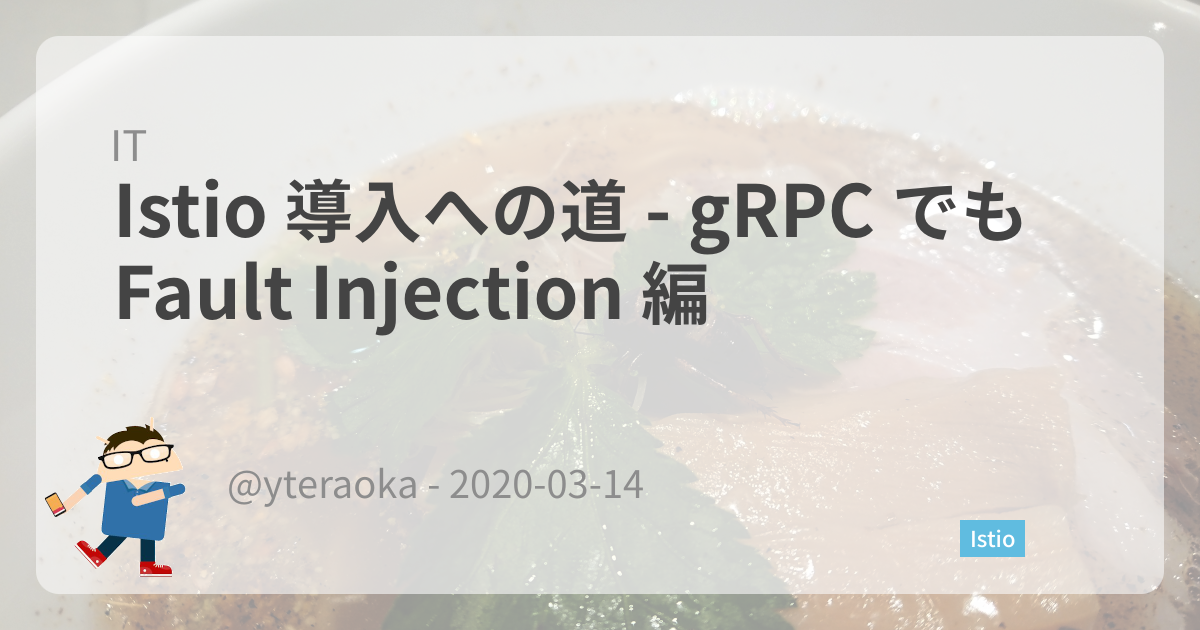 IT
Istio 導入への道 - gRPC でも
Fault Injection 編
@yteraoka - 2020-03-14
Istio